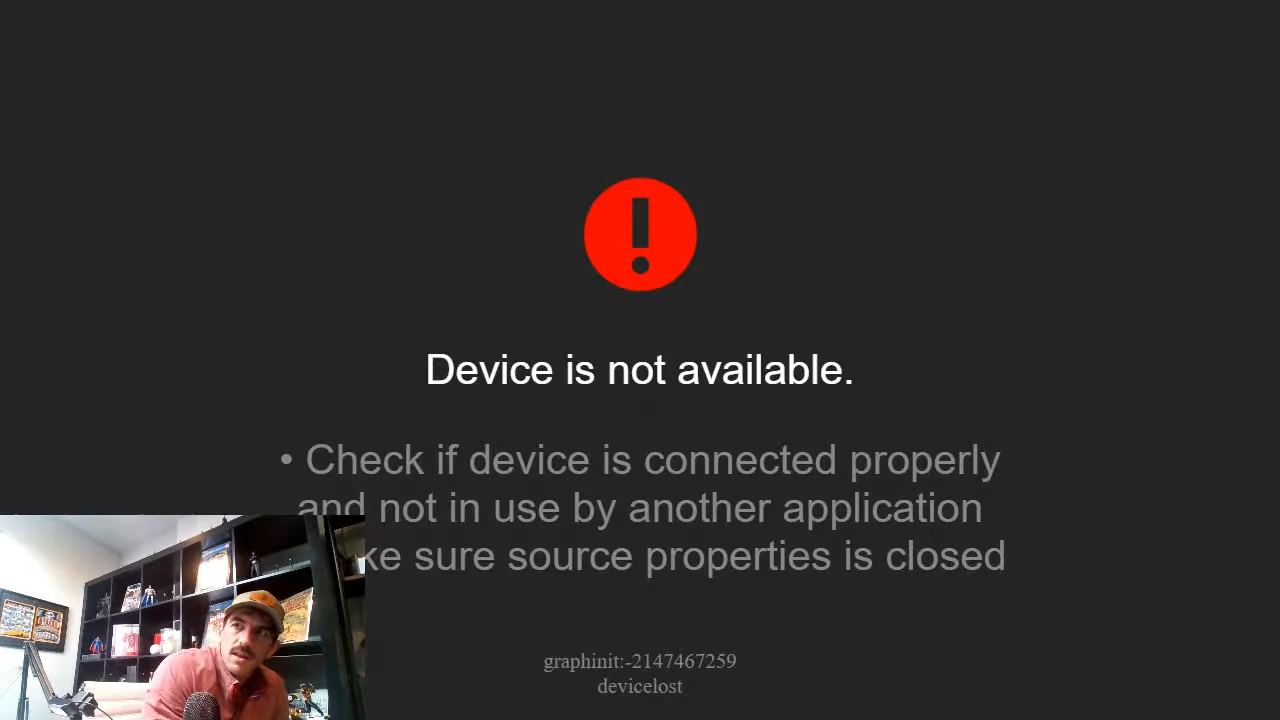 Device is not available.
• Check if device is connected properly
and not in use by another application
ke sure source properties is closed
graphinit:-2147467259
devicelost